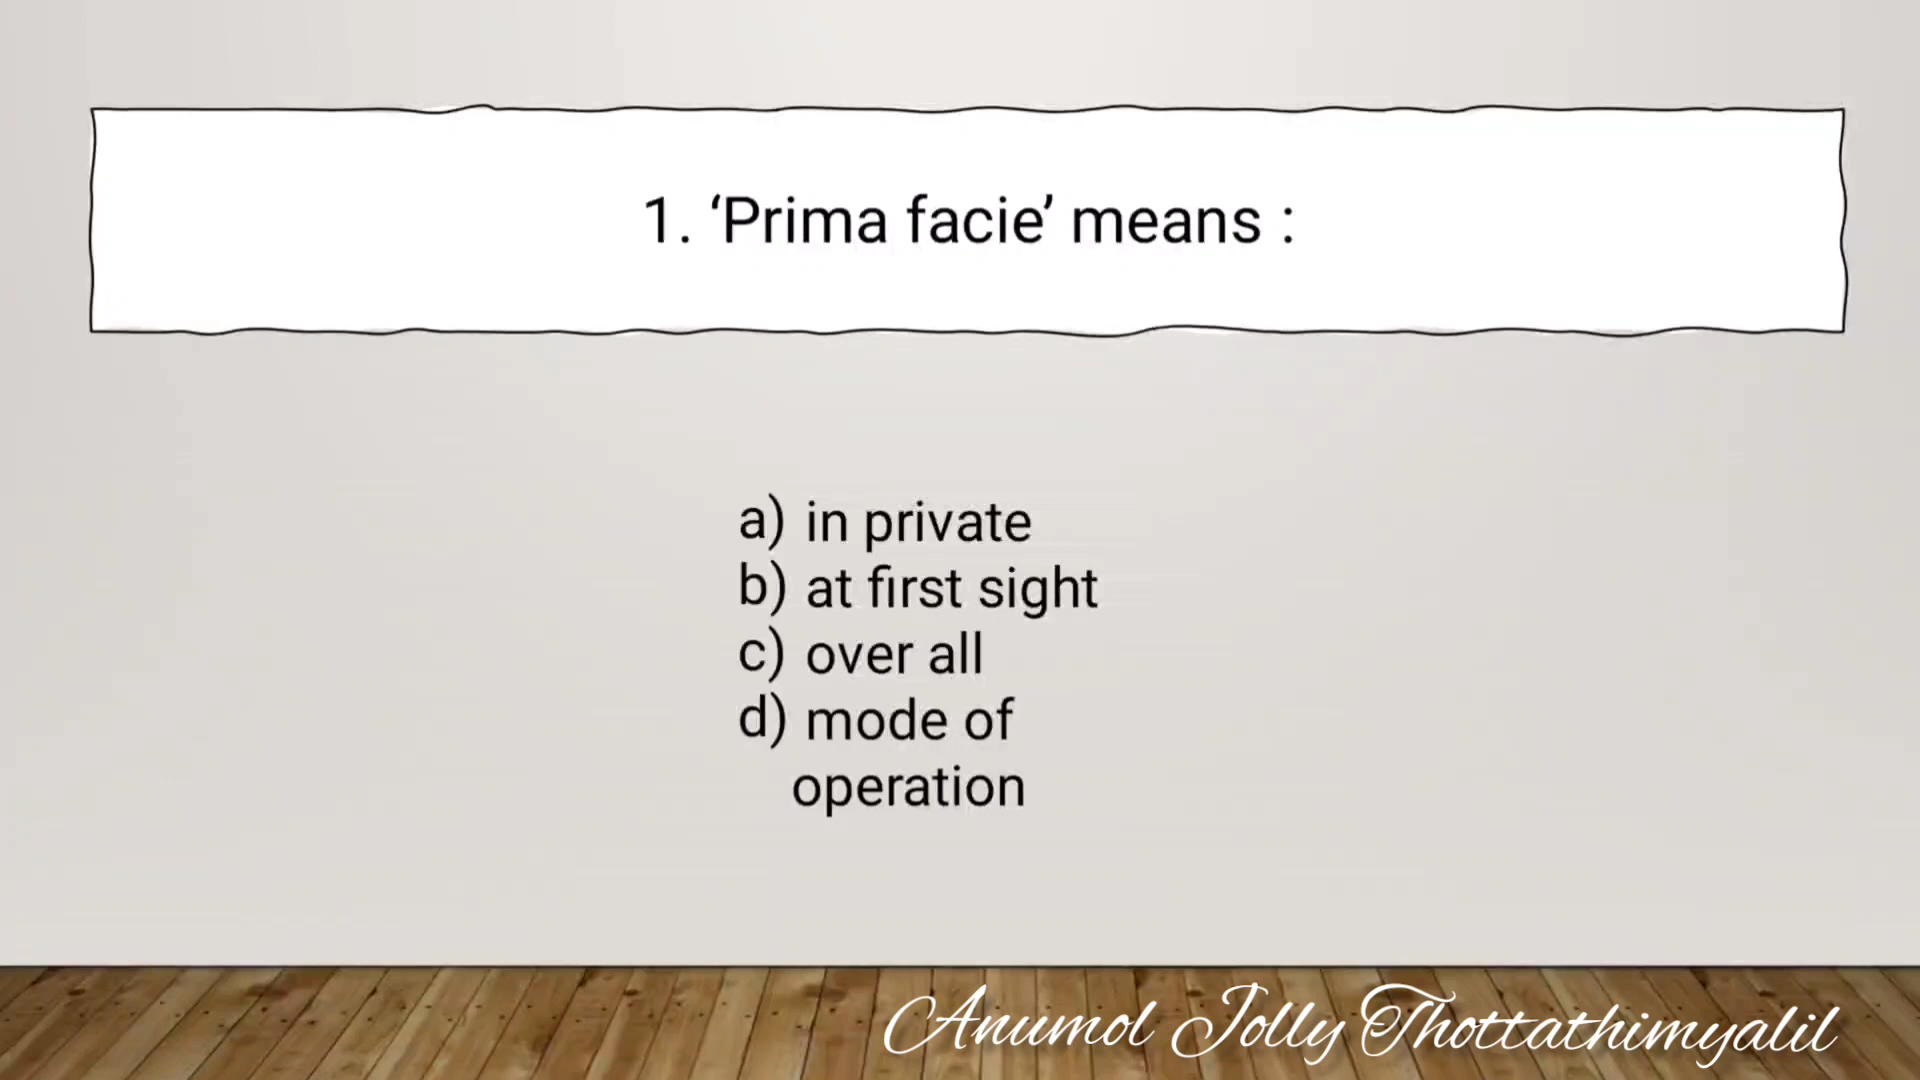 1. ‘Prima facie’ means :
a) in private
b) at first sight
c) over all
d) mode of
operation
Anumol Jolly Thottathimyalil